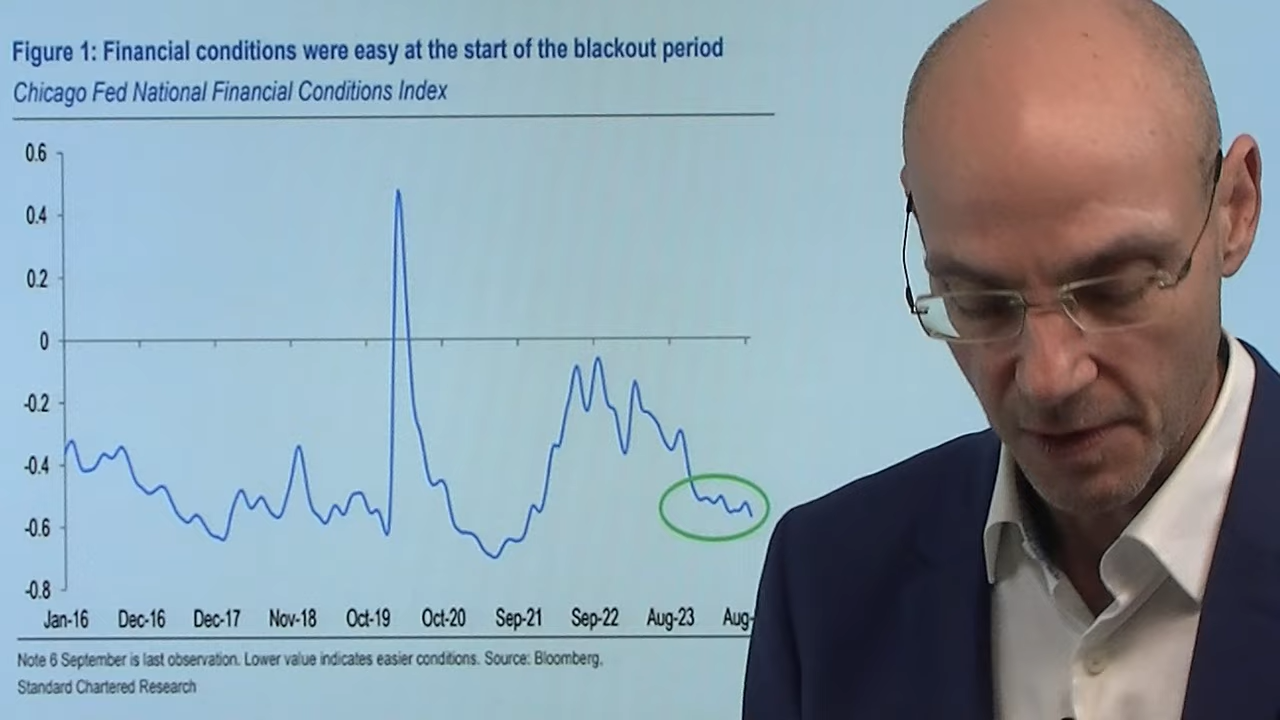 Figure 1: Financial conditions were easy at the start of the blackout period
Chicago Fed National Financial Conditions Index
0.6
0.4
0.2
0
-0.2
-0.4
-0.6
-0.8
Jan-16 Dec-16 Dec-17 Nov-18 Oct-19 Oct-20 Sep-21 Sep-22 Aug-23 Aug-
Note 6 September is last observation. Lower value indicates easier conditions. Source: Bloomberg,
Standard Chartered Research